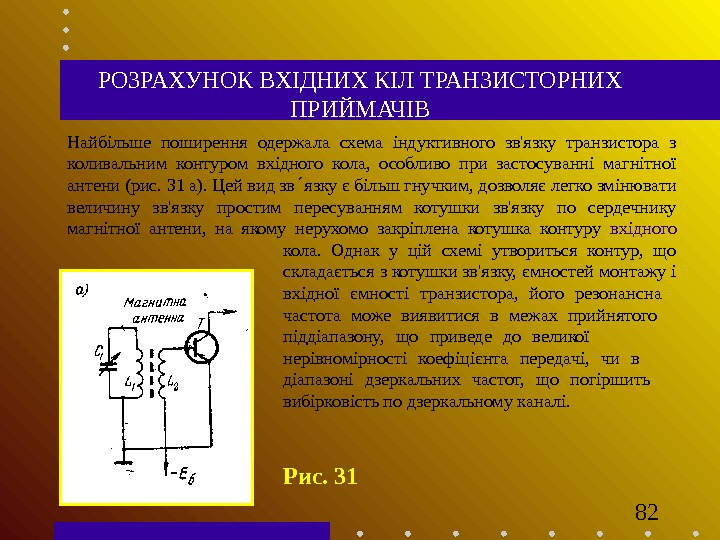 РОЗРАХУНОК ВХІДНИХ КІЛ ТРАНЗИСТОРНИХ
ПРИЙМАЧІВ
Найбільше поширення одержала схема індуктивного зв'язку транзистора з
коливальним контуром вхідного кола, особливо при застосуванні магнітної
антени (рис. 31 а). Цей вид зв´язку є більш гнучким, дозволяє легко змінювати
величину зв'язку простим пересуванням котушки зв'язку по сердечнику
магнітної антени, на якому нерухомо закріплена котушка контуру вхідного
кола. Однак у цій схемі утвориться контур, що
складається з котушки зв'язку, ємностей монтажу і
вхідної ємності транзистора, його резонансна
частота може виявитися в межах прийнятого
піддіапазону, що приведе до великої
нерівномірності коефіцієнта передачі, чи в
діапазоні дзеркальних частот, що погіршить
вибірковість по дзеркальному каналі.
а)
Магнитна
антенна
T
C1
L1
L2
-Eб
Рис. 31
82